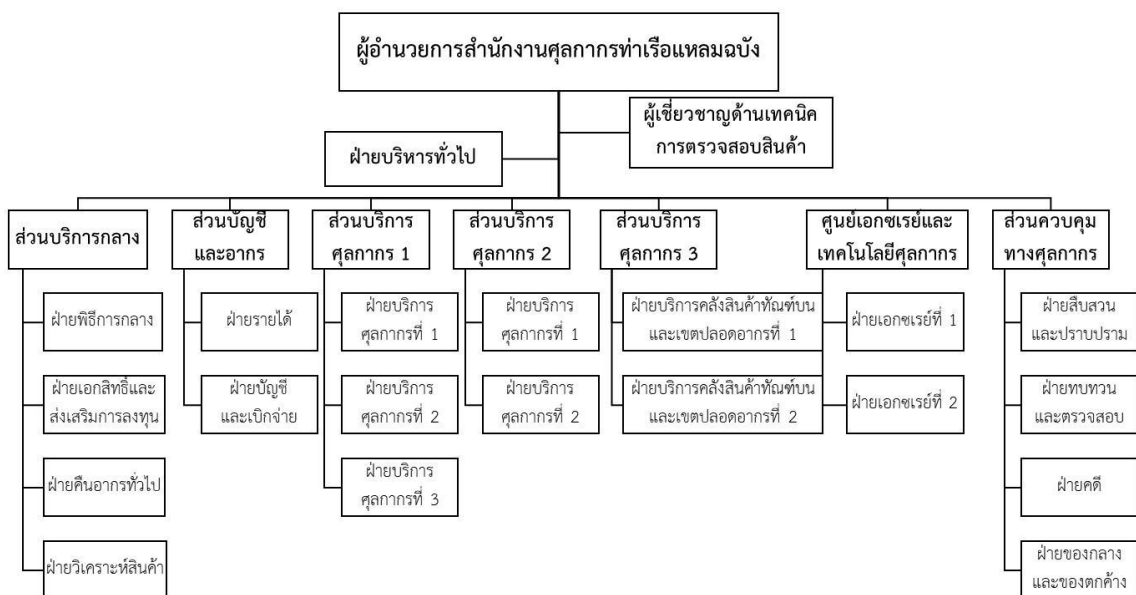 ผู้อำนวยการสำนักงานศุลกากรท่าเรือแหลมฉบัง
ผู้เชี่ยวชาญด้านเทคนิค
การตรวจสอบสินค้า
ฝ่ายบริหารทั่วไป
ส่วนบริการกลาง
ส่วนบัญชี
และอากร
ส่วนบริการ
ศุลกากร 1
ส่วนบริการ
ศุลกากร 2
ส่วนบริการ
ศุลกากร 3
ศูนย์เอกซเรย์และ
เทคโนโลยีศุลกากร
ส่วนควบคุม
ทางศุลกากร
ฝ่ายพิธีการกลาง
ฝ่ายรายได้
ฝ่ายบริการ
ศุลกากรที่ 1
ฝ่ายบริการ
ศุลกากรที่ 1
ฝ่ายบริการคลังสินค้าทัณฑ์บน
และเขตปลอดอากรที่ 1
ฝ่ายเอกซเรย์ที่ 1
ฝ่ายสืบสวน
และปราบปราม
ฝ่ายเอกสิทธิ์และ
ส่งเสริมการลงทุน
ฝ่ายบัญชี
และเบิกจ่าย
ฝ่ายบริการ
ศุลกากรที่ 2
ฝ่ายบริการ
ศุลกากรที่ 2
ฝ่ายบริการคลังสินค้าทัณฑ์บน
และเขตปลอดอากรที่ 2
ฝ่ายเอกซเรย์ที่ 2
ฝ่ายทบทวน
และตรวจสอบ
ฝ่ายคืนอากรทั่วไป
ฝ่ายบริการ
ศุลกากรที่ 3
ฝ่ายคดี
ฝ่ายวิเคราะห์สินค้า
ฝ่ายของกลาง
และของตกค้าง